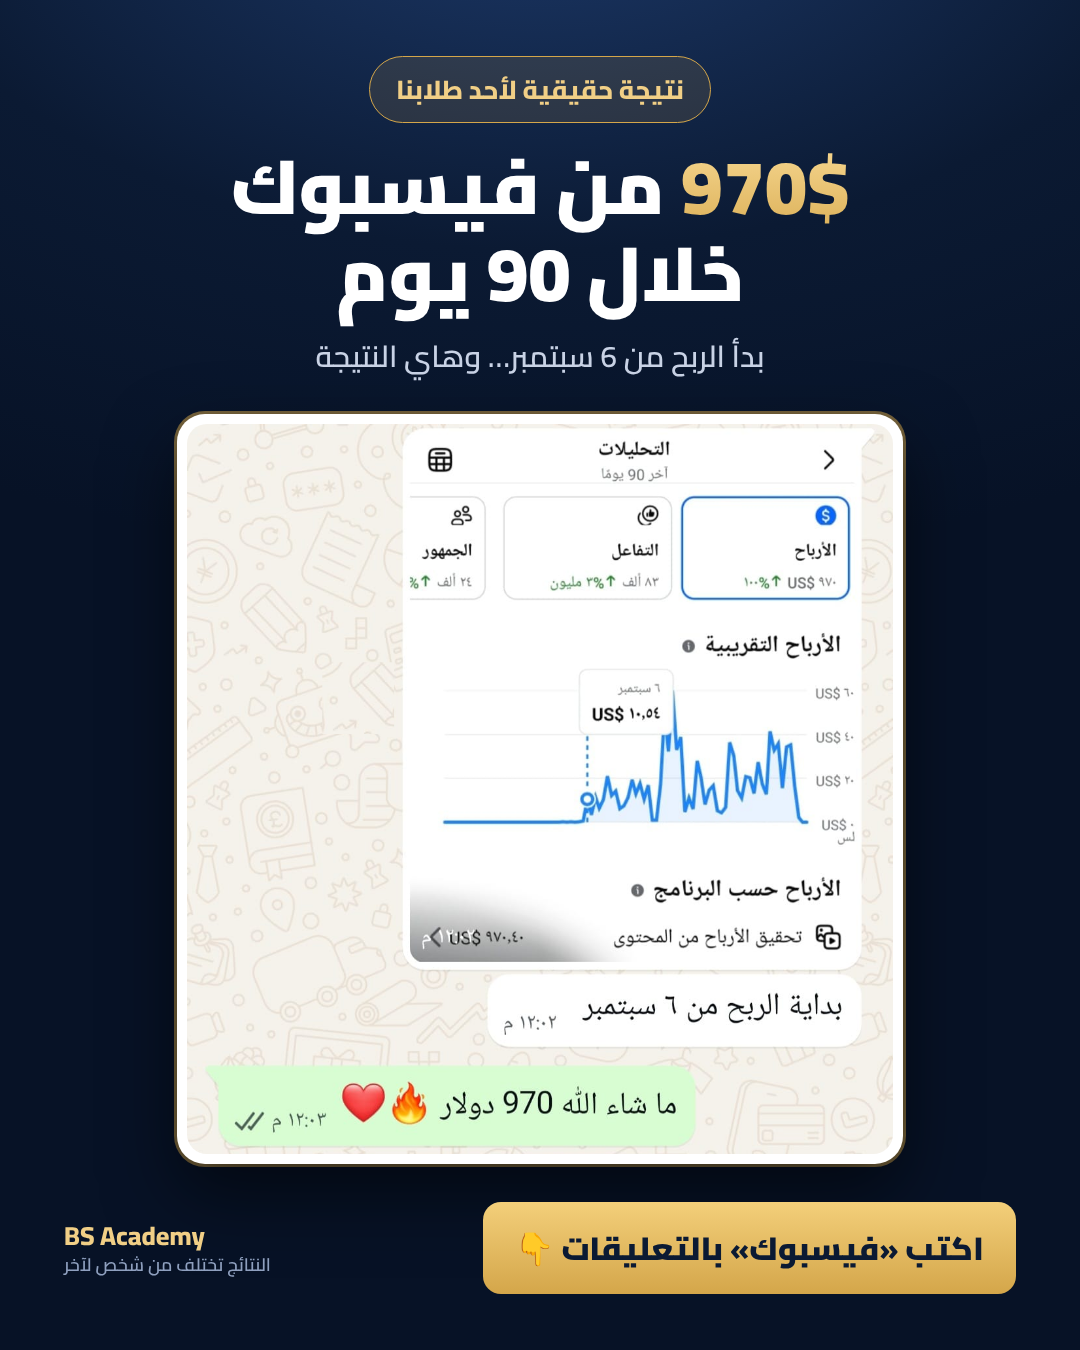 نتيجة حقيقية لأحد طلابنا
970$ من فيسبوك
خلال 90 يوم
بدأ الربح من 6 سبتمبر... وهاي النتيجة
التحليلات
آخر 90 يومًا
الأرباح
٩٧٠ US$ ↑١٠٠%
التفاعل
٨٣ ألف ↑٣% مليون
الجمهور
٢٤ ألف ↑%
الأرباح التقريبية
٦ سبتمبر
US$ ١٠,٥٤
US$ ٦٠
US$ ٤٠
US$ ٢٠
US$ ٠
الأرباح حسب البرنامج
تحقيق الأرباح من المحتوى
US$ ٩٧٠,٤٠
بداية الربح من ٦ سبتمبر
١٢:٠٢ م
ما شاء الله 970 دولار 🔥❤️
١٢:٠٣ م
اكتب «فيسبوك» بالتعليقات 👇
BS Academy
النتائج تختلف من شخص لآخر